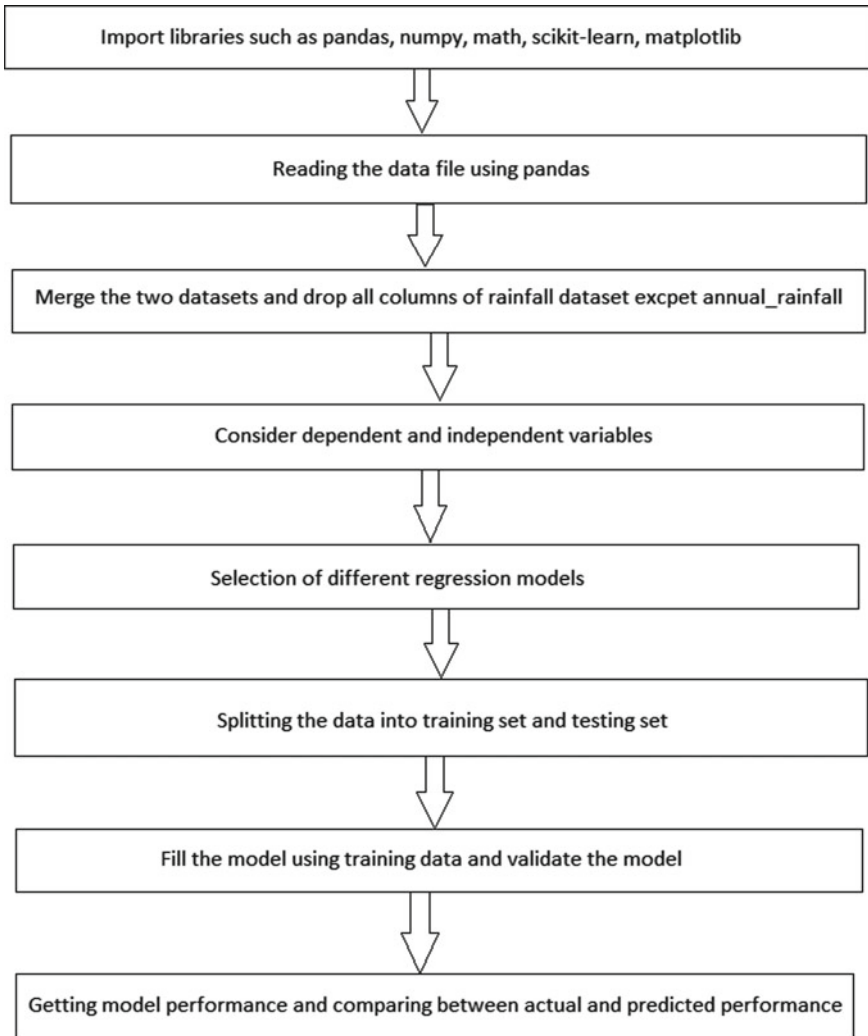 Import libraries such as pandas, numpy, math, scikit-learn, matplotlib
Reading the data file using pandas
Merge the two datasets and drop all columns of rainfall dataset excpet annual_rainfall
Consider dependent and independent variables
Selection of different regression models
Splitting the data into training set and testing set
Fill the model using training data and validate the model
Getting model performance and comparing between actual and predicted performance